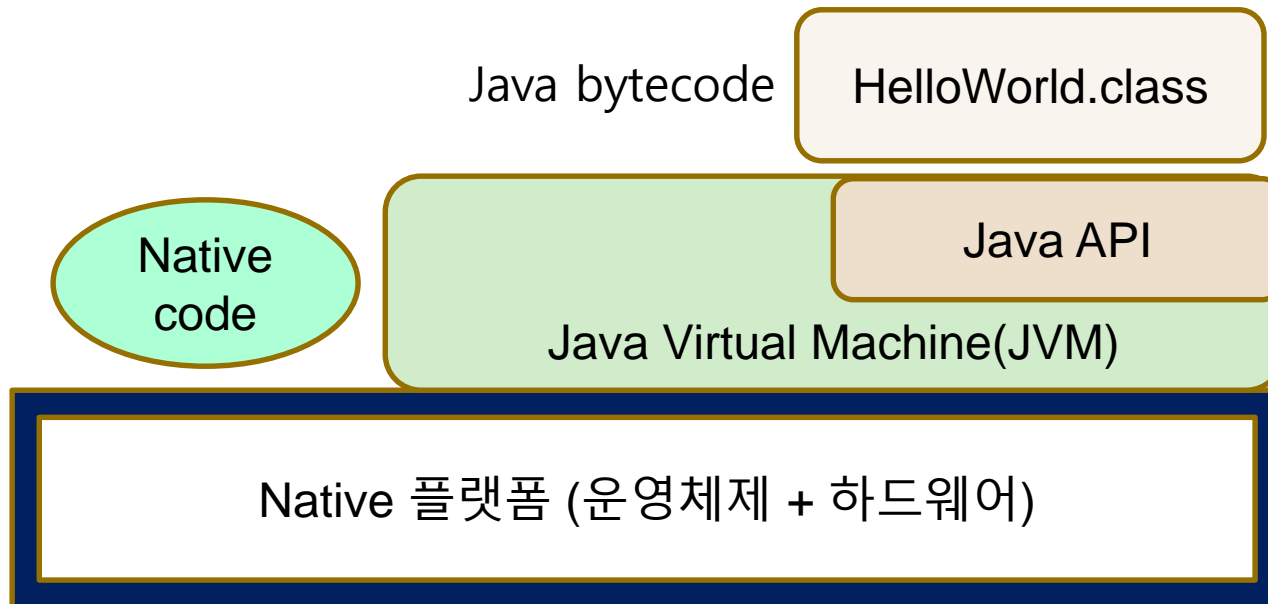 Java bytecode
HelloWorld.class
Native
code
Java API
Java Virtual Machine(JVM)
Native 플랫폼 (운영체제 + 하드웨어)